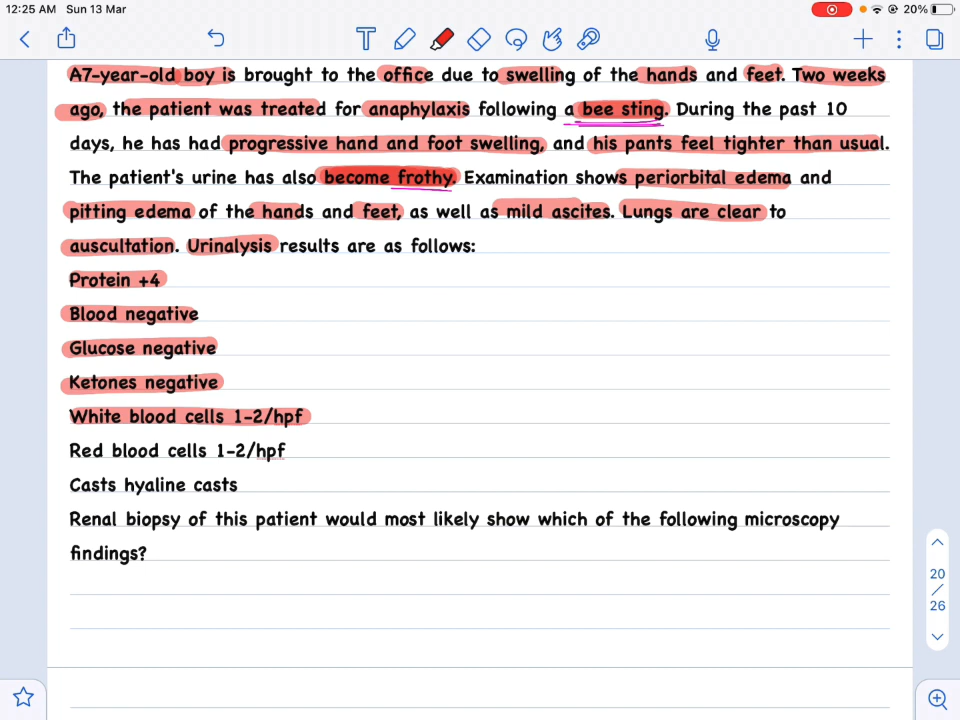 12:25 AM Sun 13 Mar
20%
T
A7-year-old boy is brought to the office due to swelling of the hands and feet. Two weeks
ago, the patient was treated for anaphylaxis following a bee sting. During the past 10
days, he has had progressive hand and foot swelling, and his pants feel tighter than usual.
The patient's urine has also become frothy. Examination shows periorbital edema and
pitting edema of the hands and feet, as well as mild ascites. Lungs are clear to
auscultation. Urinalysis results are as follows:
Protein +4
Blood negative
Glucose negative
Ketones negative
White blood cells 1-2/hpf
Red blood cells 1-2/hpf
Casts hyaline casts
Renal biopsy of this patient would most likely show which of the following microscopy
findings?
20
/
26